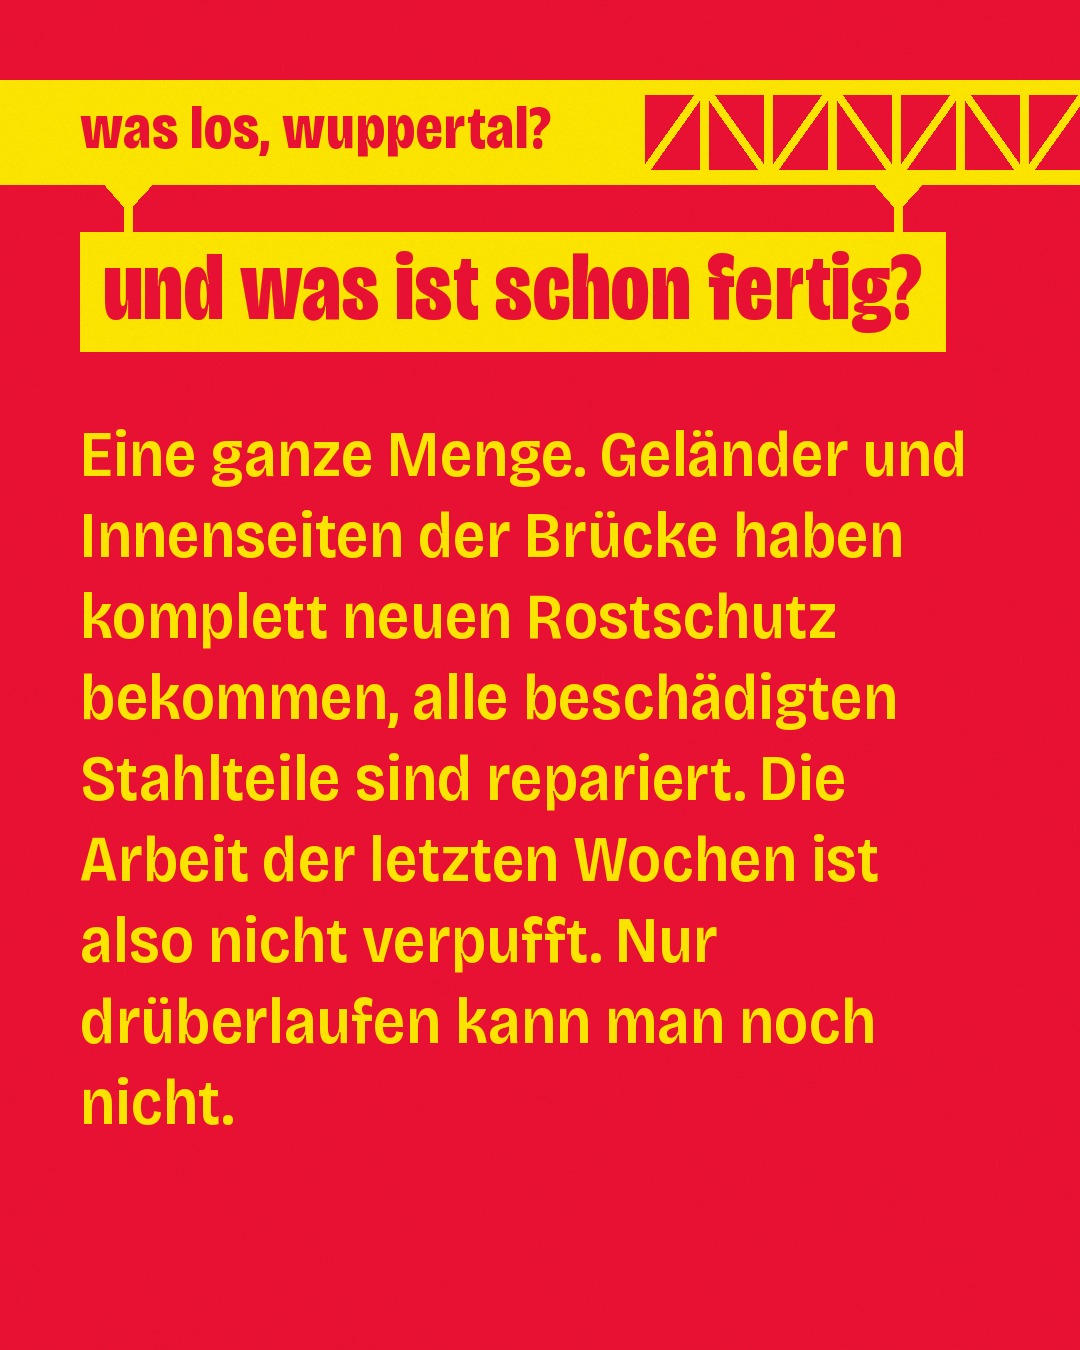 was los, wuppertal?
und was ist schon fertig?
Eine ganze Menge. Geländer und
Innenseiten der Brücke haben
komplett neuen Rostschutz
bekommen, alle beschädigten
Stahlteile sind repariert. Die
Arbeit der letzten Wochen ist
also nicht verpufft. Nur
drüberlaufen kann man noch
nicht.